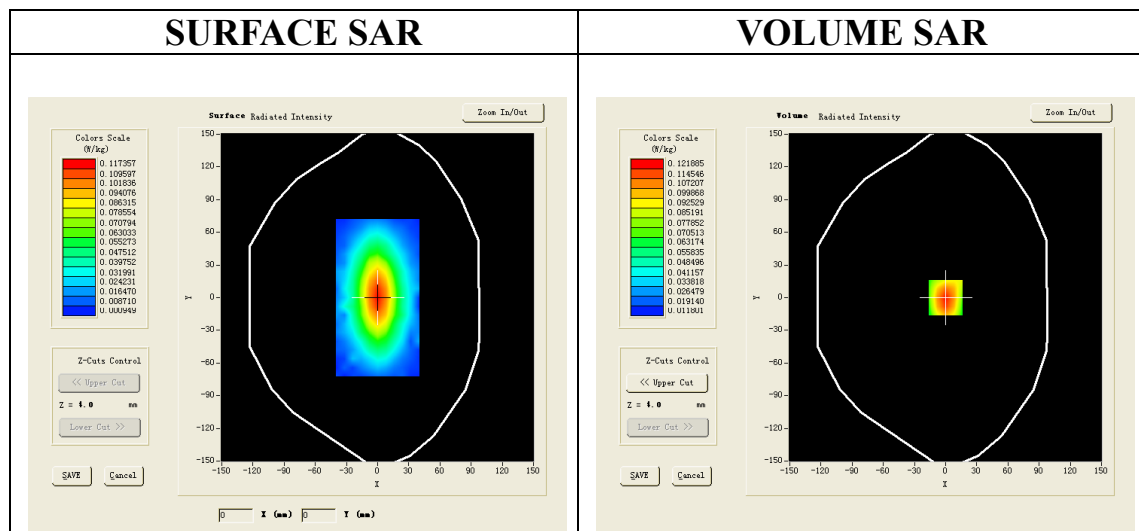 SURFACE SAR
VOLUME SAR
Surface Radiated Intensity
Zoom In/Out
Colors Scale
(W/kg)
0.117357
0.109597
0.101836
0.094076
0.086315
0.078554
0.070794
0.063033
0.055273
0.047512
0.039752
0.031991
0.024231
0.016470
0.008710
0.000949
Z-Cuts Control
<< Upper Cut
Z = 4.0 mm
Lower Cut >>
SAVE
Cancel
150
120
90
60
30
0
-30
-60
-90
-120
-150
Y
-150 -120 -90 -60 -30 0 30 60 90 120 150
X
0 X (mm) 0 Y (mm)
Volume Radiated Intensity
Zoom In/Out
Colors Scale
(W/kg)
0.121885
0.114546
0.107207
0.099868
0.092529
0.085191
0.077852
0.070513
0.063174
0.055835
0.048496
0.041157
0.033818
0.026479
0.019140
0.011801
Z-Cuts Control
<< Upper Cut
Z = 4.0 mm
Lower Cut >>
SAVE
Cancel
150
120
90
60
30
0
-30
-60
-90
-120
-150
Y
-150 -120 -90 -60 -30 0 30 60 90 120 150
X